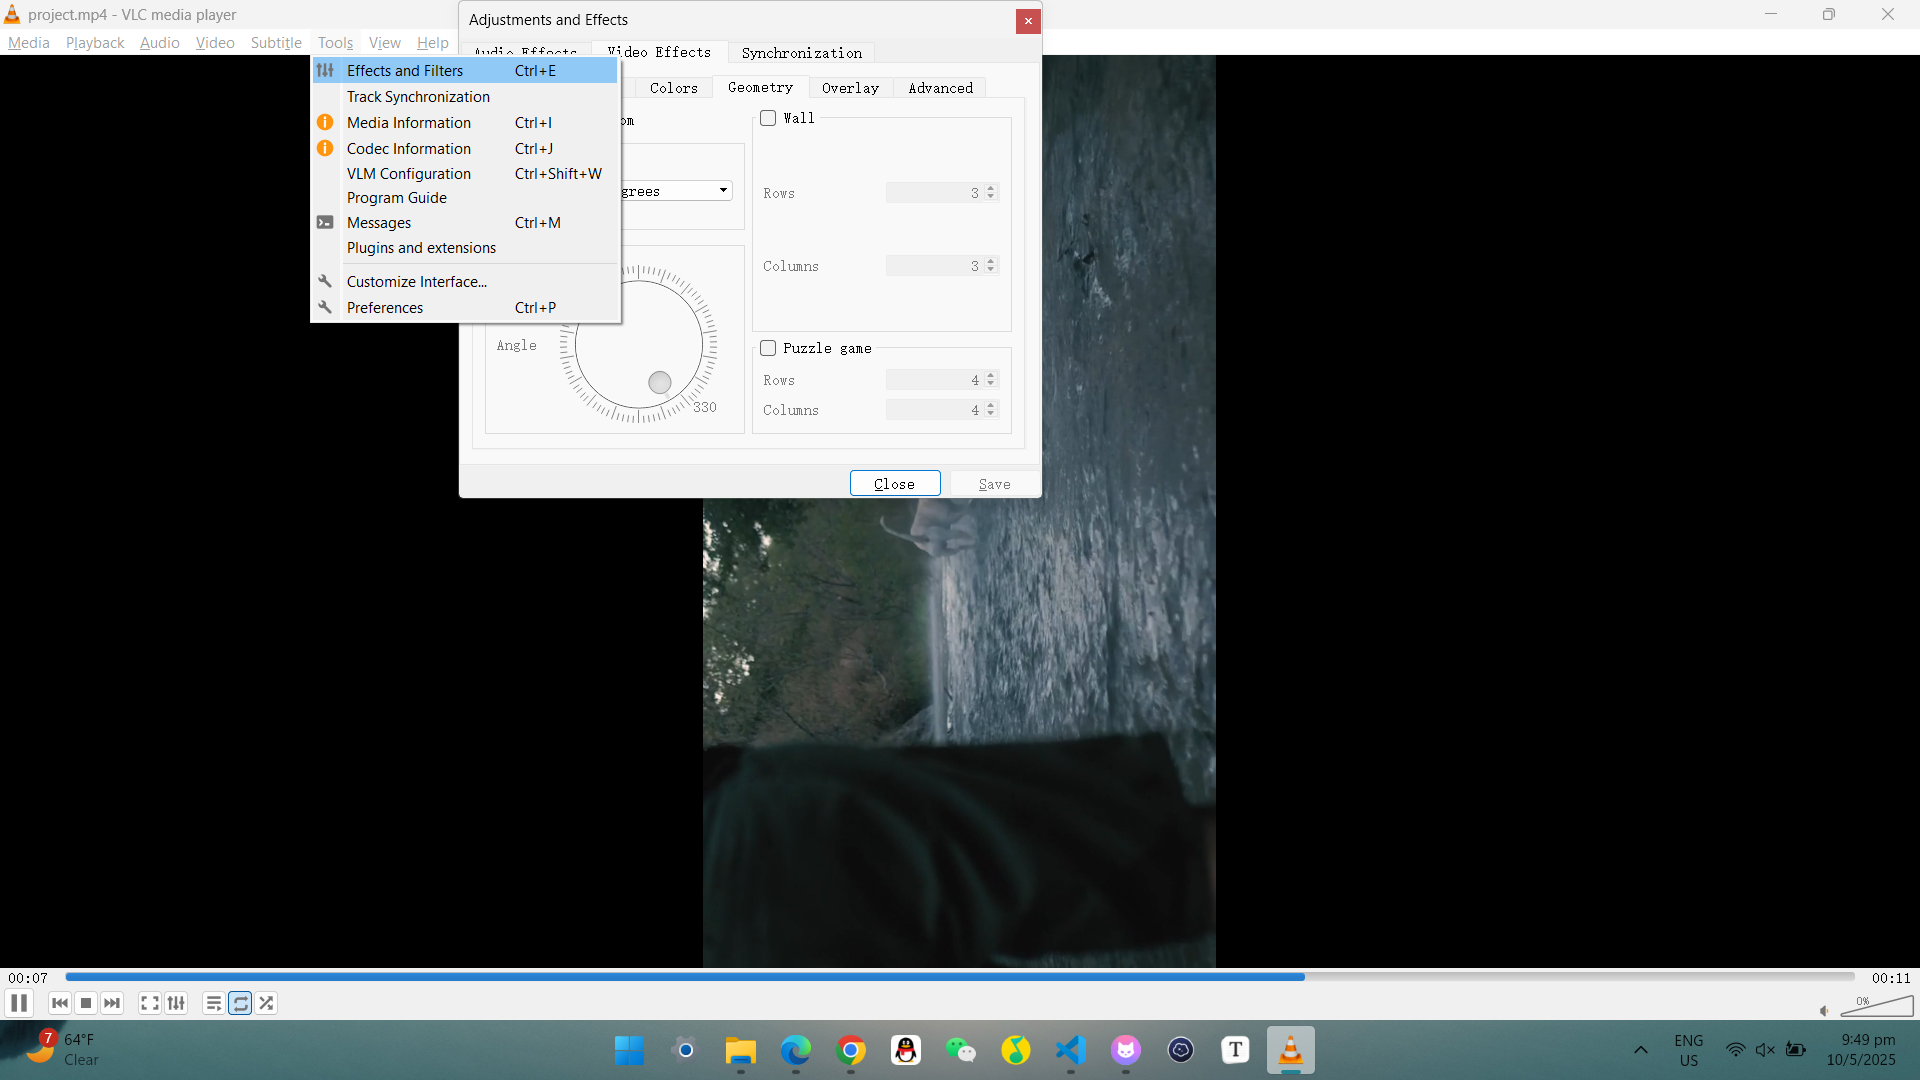 project.mp4 - VLC media player
Media Playback Audio Video Subtitle Tools View Help
Adjustments and Effects
Audio Effects Video Effects Synchronization
Colors Geometry Overlay Advanced
Effects and Filters Ctrl+E
Track Synchronization
Media Information Ctrl+I
Codec Information Ctrl+J
VLM Configuration Ctrl+Shift+W
Program Guide
Messages Ctrl+M
Plugins and extensions
Customize Interface...
Preferences Ctrl+P
om
grees
Angle
330
Wall
Rows 3
Columns 3
Puzzle game
Rows 4
Columns 4
Close Save
00:07
00:11
0%
7
64°F
Clear
T
ENG
US
9:49 pm
10/5/2025